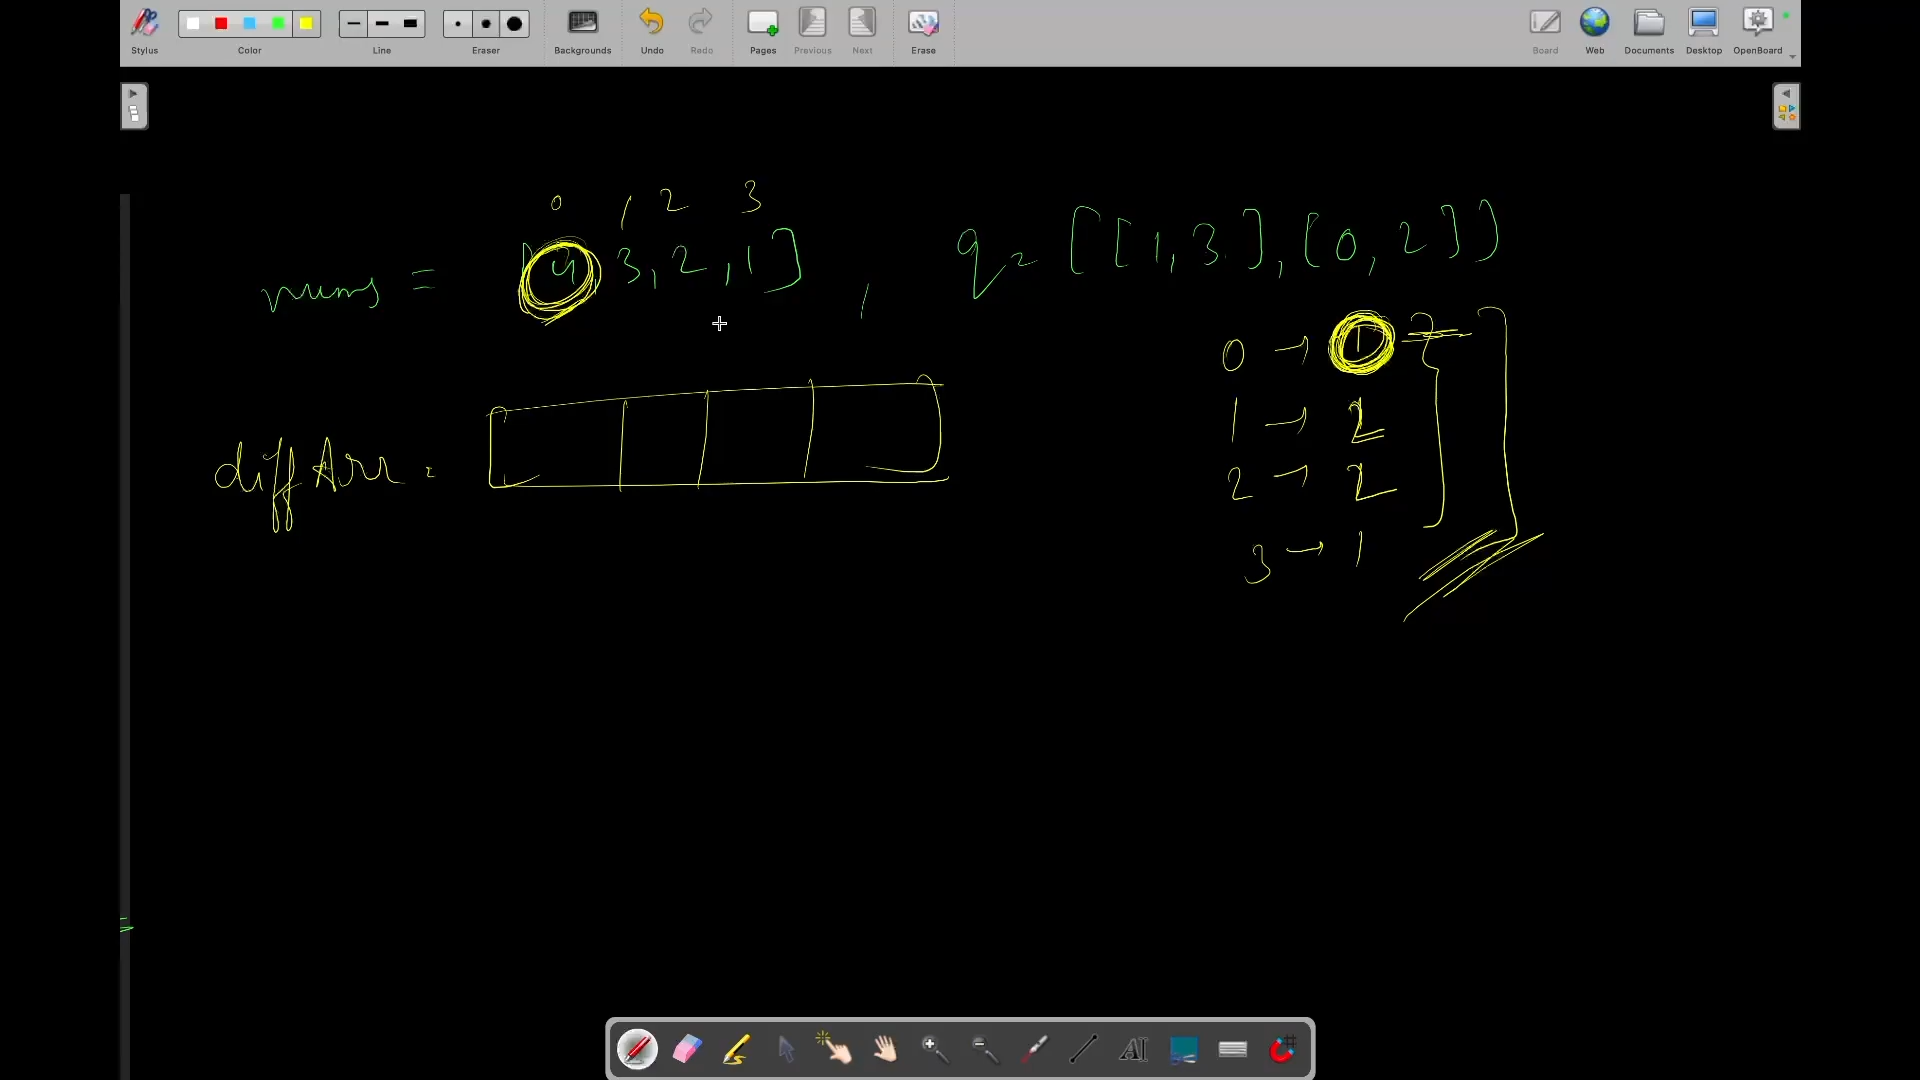 Stylus Color Line Eraser Backgrounds Undo Redo Pages Previous Next Erase Board Web Documents Desktop OpenBoard
0 1 2 3
nums = [4, 3, 2, 1] , q = [[1, 3], [0, 2]]
0 → 1
1 → 2
diffArr =
2 → 2
3 → 1